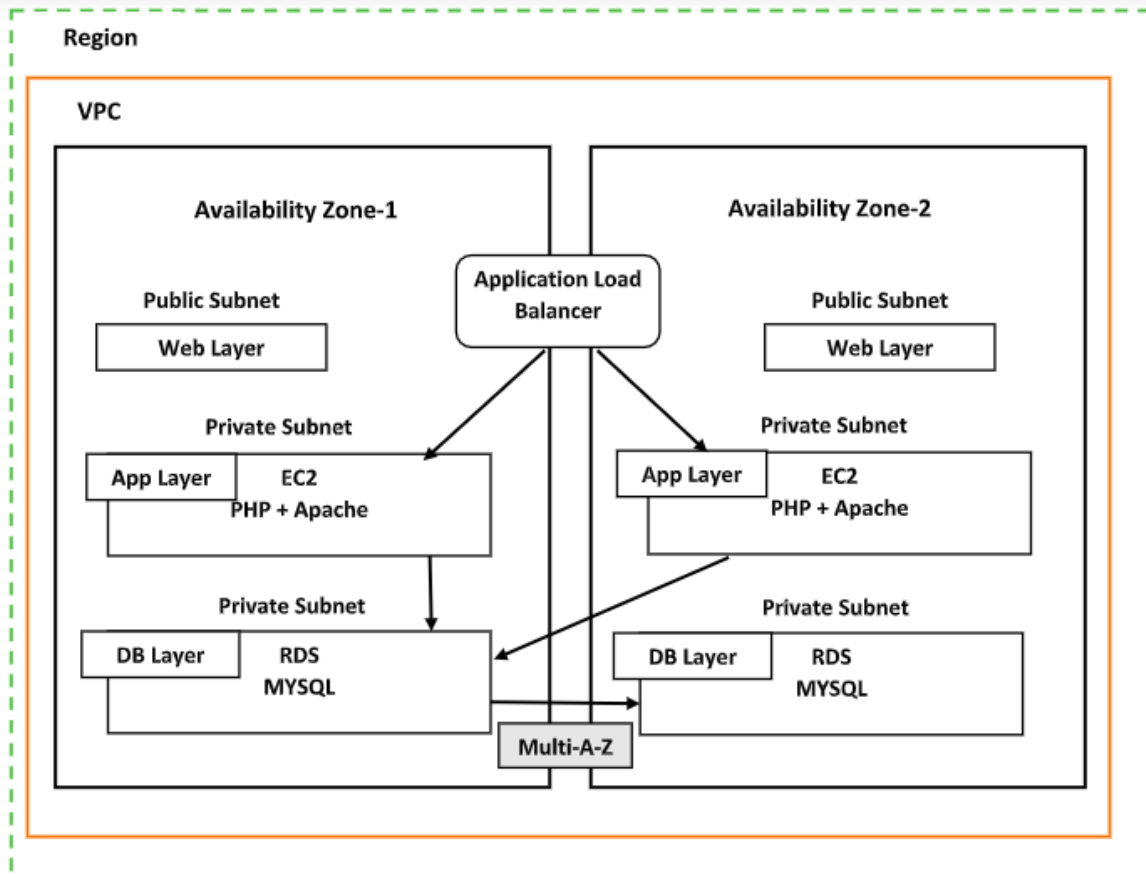 Region
VPC
Availability Zone-1
Availability Zone-2
Application Load
Balancer
Public Subnet
Web Layer
Public Subnet
Web Layer
Private Subnet
App Layer
EC2
PHP + Apache
Private Subnet
App Layer
EC2
PHP + Apache
Private Subnet
DB Layer
RDS
MYSQL
Private Subnet
DB Layer
RDS
MYSQL
Multi-A-Z